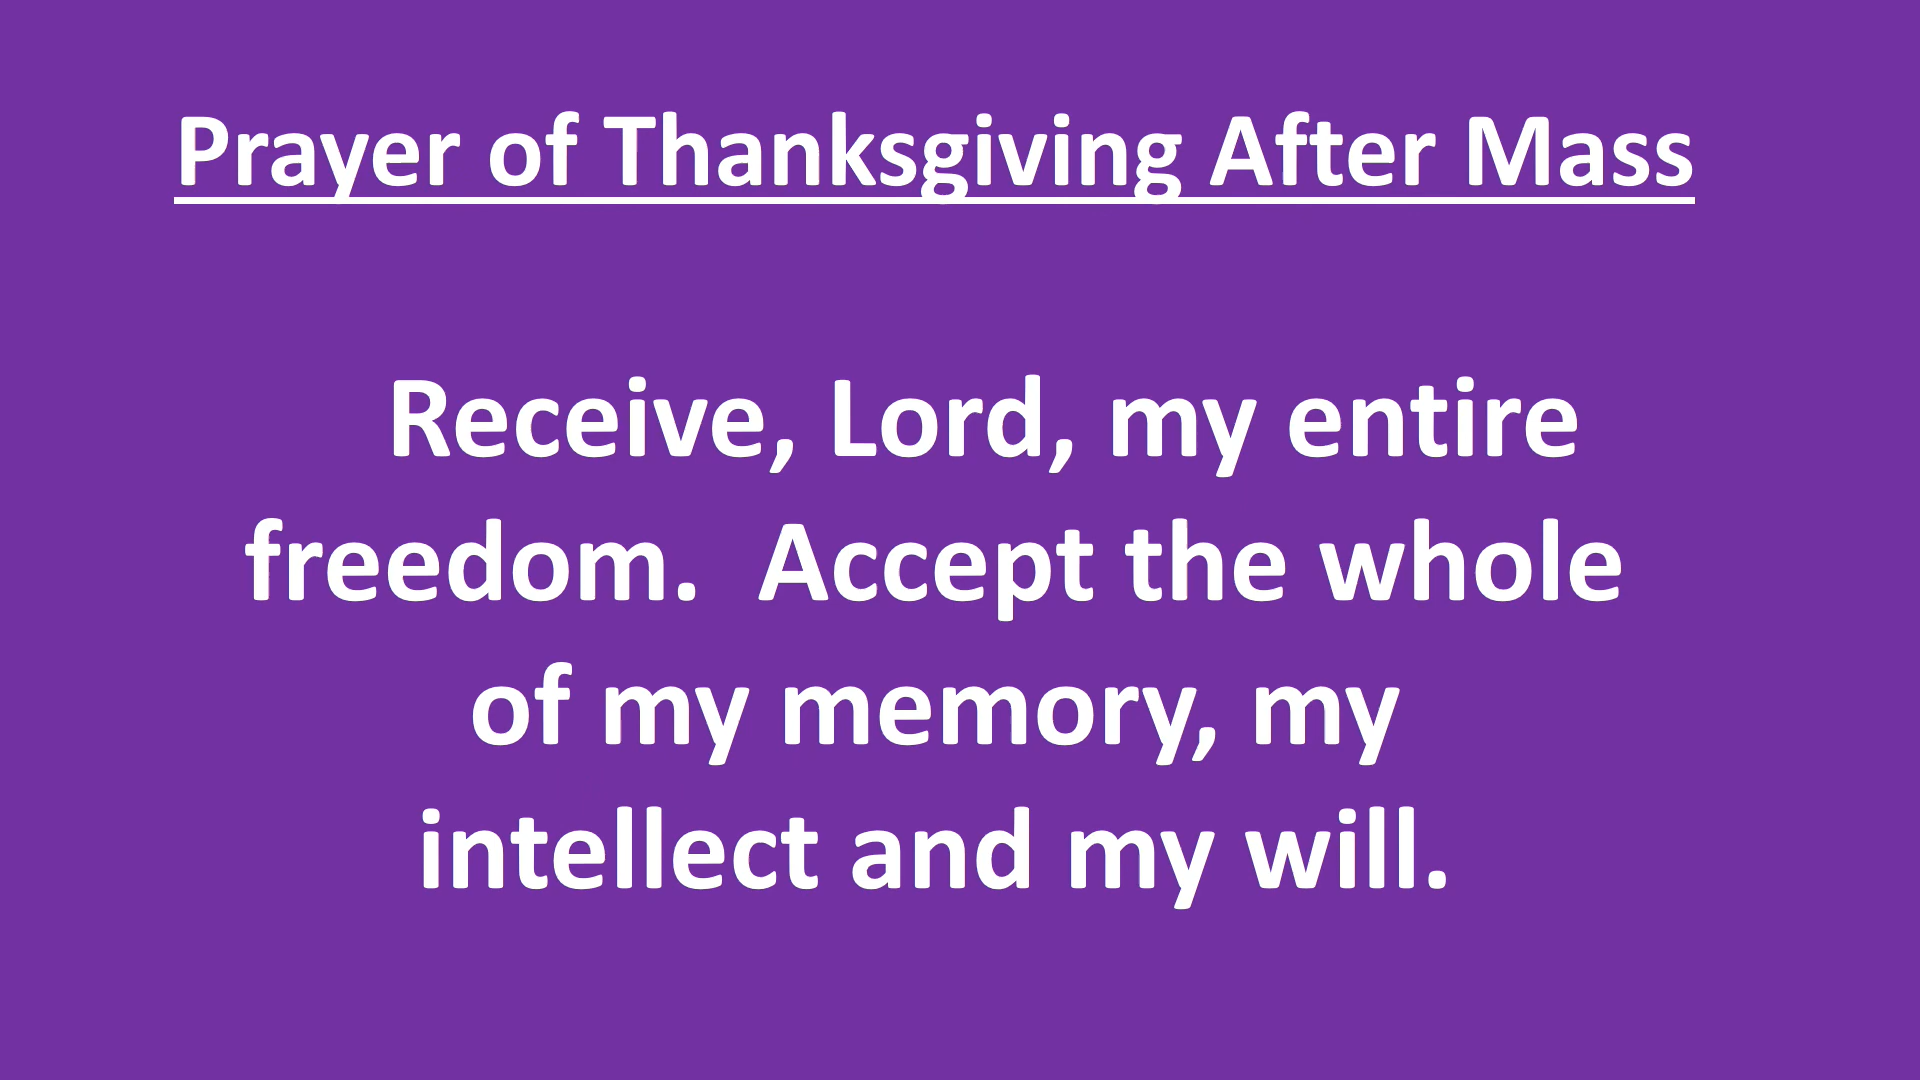 Prayer of Thanksgiving After Mass
Receive, Lord, my entire
freedom.  Accept the whole
of my memory, my
intellect and my will.